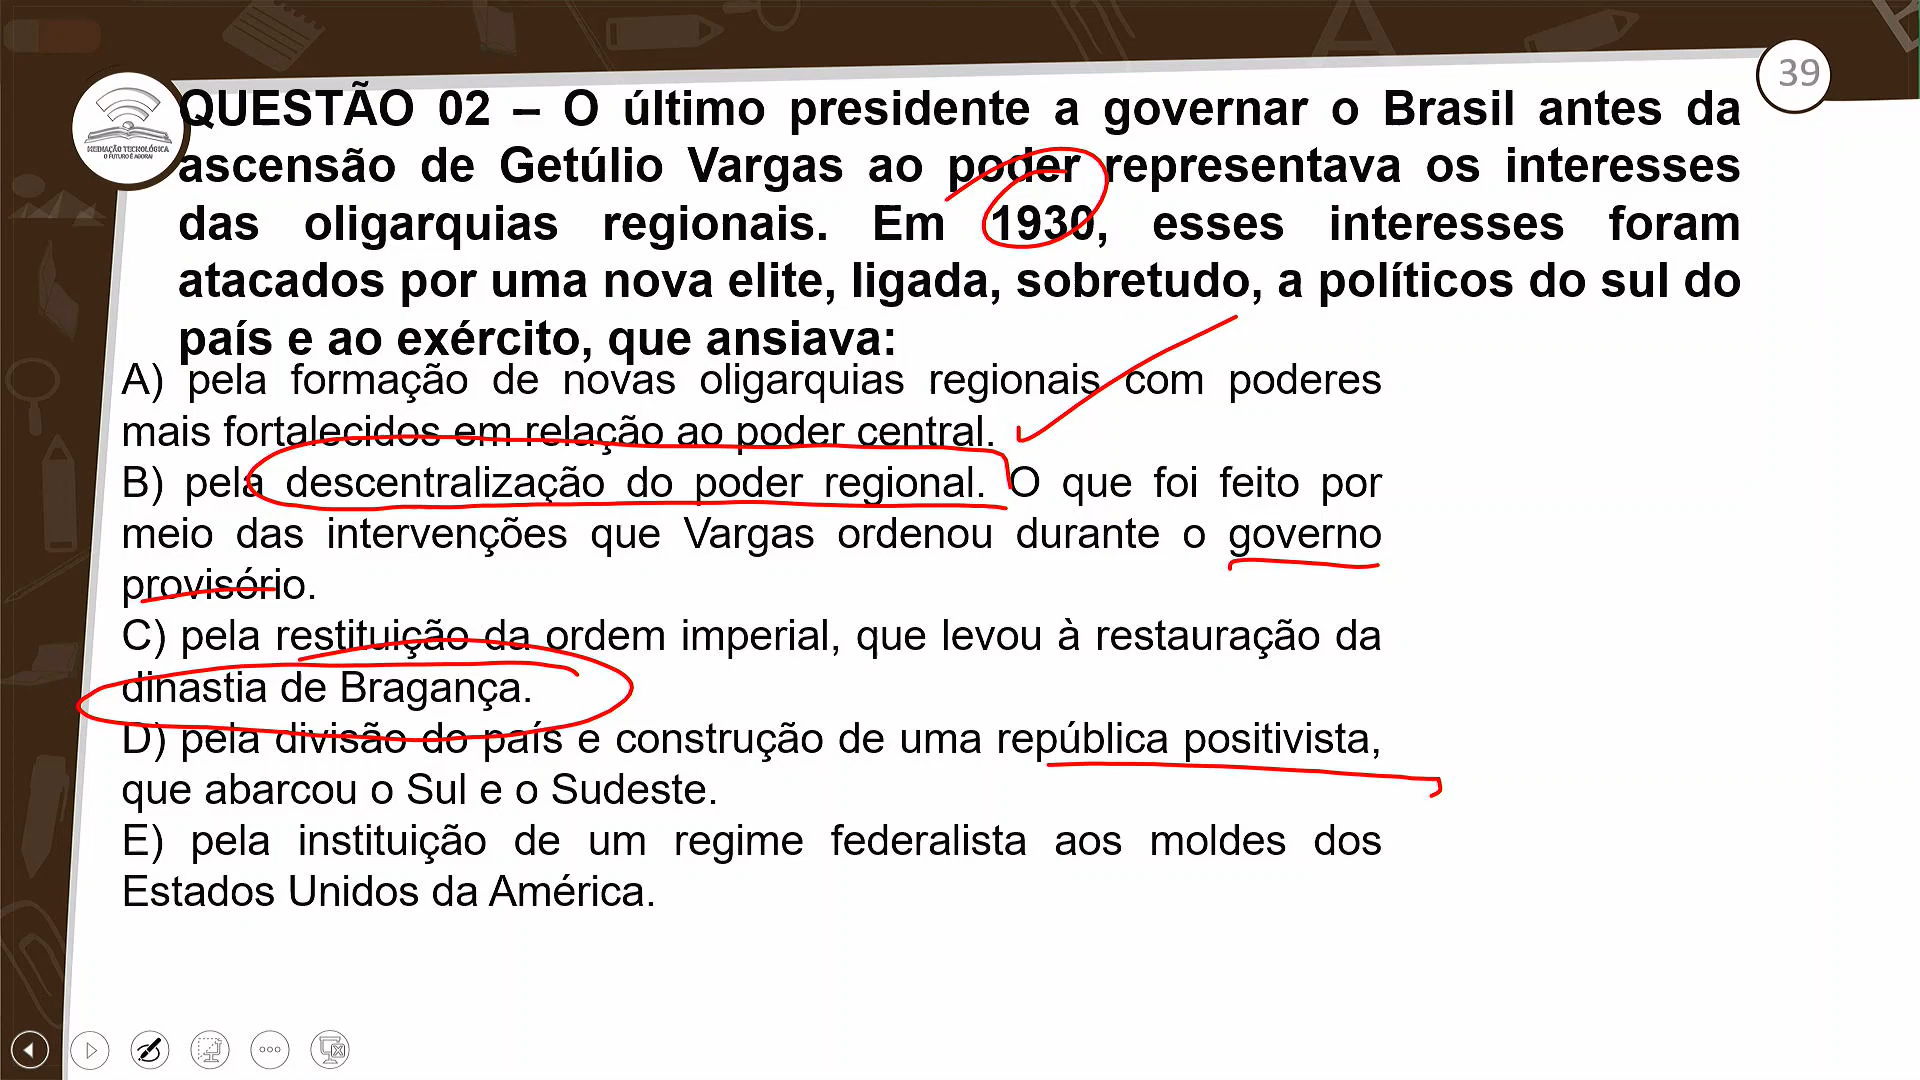 39
MEDIAÇÃO TECNOLÓGICA
O FUTURO É AGORA!
QUESTÃO 02 – O último presidente a governar o Brasil antes da
ascensão de Getúlio Vargas ao poder representava os interesses
das oligarquias regionais. Em 1930, esses interesses foram
atacados por uma nova elite, ligada, sobretudo, a políticos do sul do
país e ao exército, que ansiava:
A) pela formação de novas oligarquias regionais com poderes
mais fortalecidos em relação ao poder central.
B) pela descentralização do poder regional. O que foi feito por
meio das intervenções que Vargas ordenou durante o governo
provisório.
C) pela restituição da ordem imperial, que levou à restauração da
dinastia de Bragança.
D) pela divisão do país e construção de uma república positivista,
que abarcou o Sul e o Sudeste.
E) pela instituição de um regime federalista aos moldes dos
Estados Unidos da América.